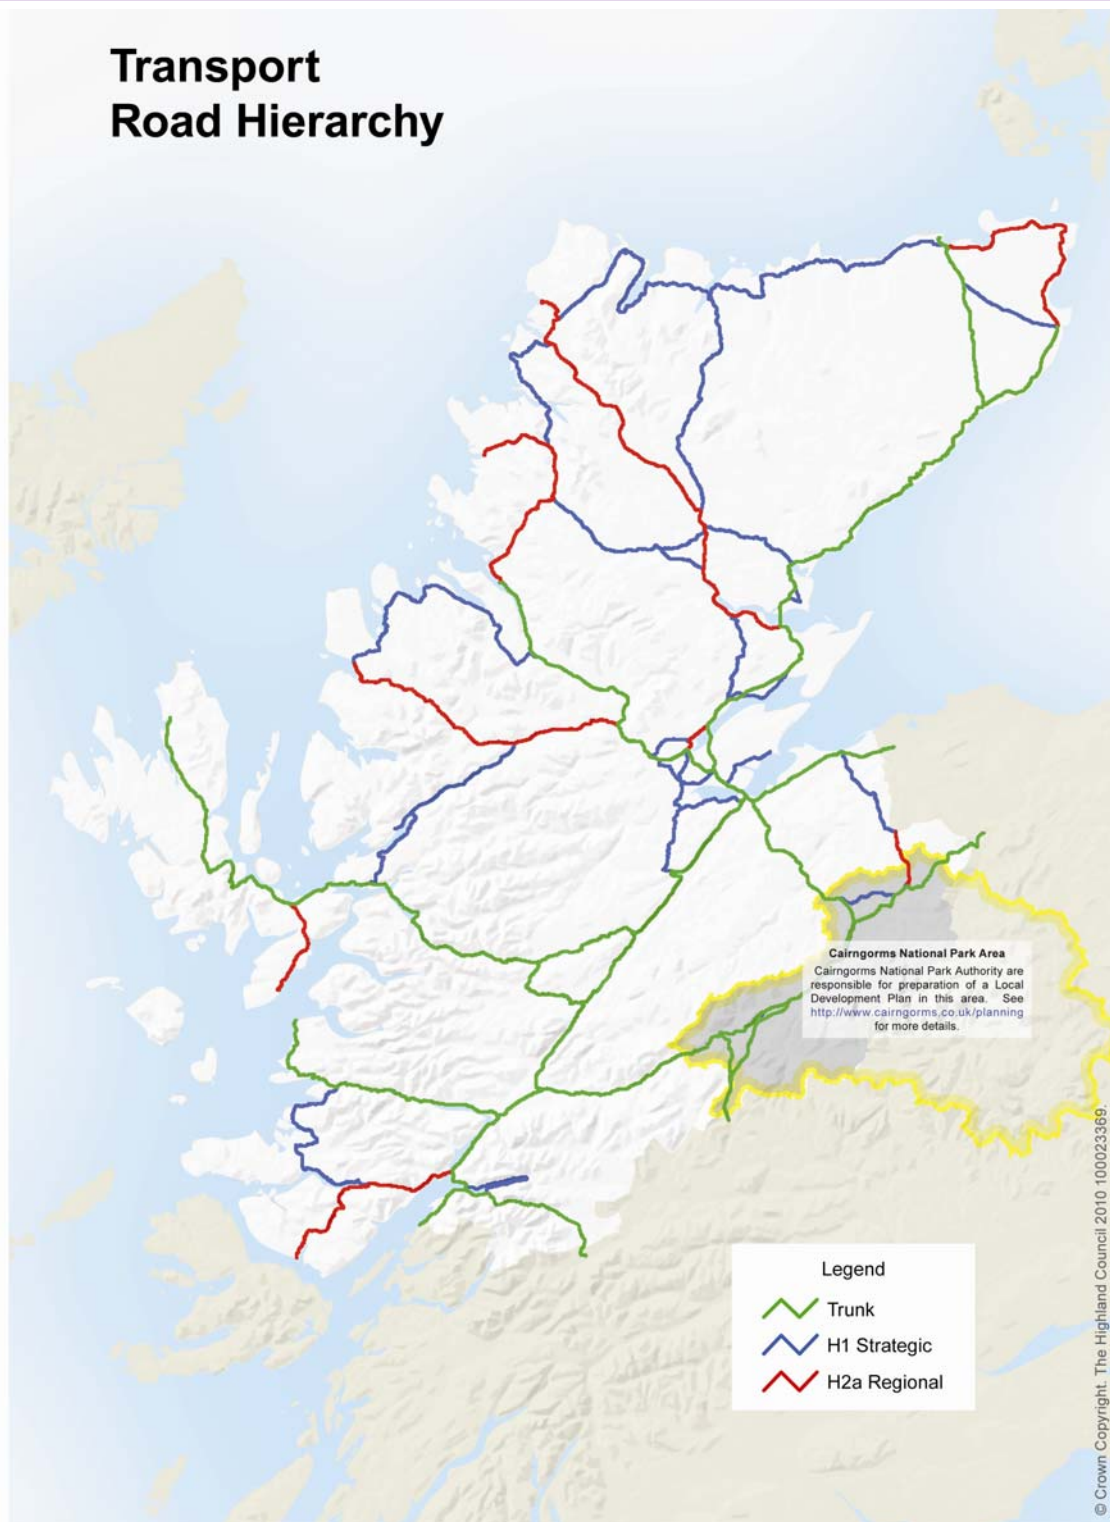 Transport
Road Hierarchy
Cairngorms National Park Area
Cairngorms National Park Authority are
responsible for preparation of a Local
Development Plan in this area. See
http://www.cairngorms.co.uk/planning
for more details.
Legend
Trunk
H1 Strategic
H2a Regional
© Crown Copyright. The Highland Council 2010 100023369.